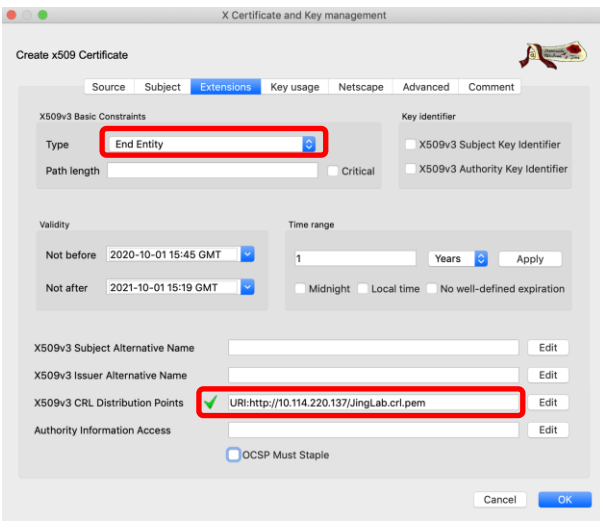 X Certificate and Key management
Create x509 Certificate
Source Subject Extensions Key usage Netscape Advanced Comment
X509v3 Basic Constraints
Type End Entity
Path length Critical
Key identifier
X509v3 Subject Key Identifier
X509v3 Authority Key Identifier
Validity
Not before 2020-10-01 15:45 GMT
Not after 2021-10-01 15:19 GMT
Time range
1 Years Apply
Midnight Local time No well-defined expiration
X509v3 Subject Alternative Name Edit
X509v3 Issuer Alternative Name Edit
X509v3 CRL Distribution Points URI:http://10.114.220.137/JingLab.crl.pem Edit
Authority Information Access Edit
OCSP Must Staple
Cancel OK